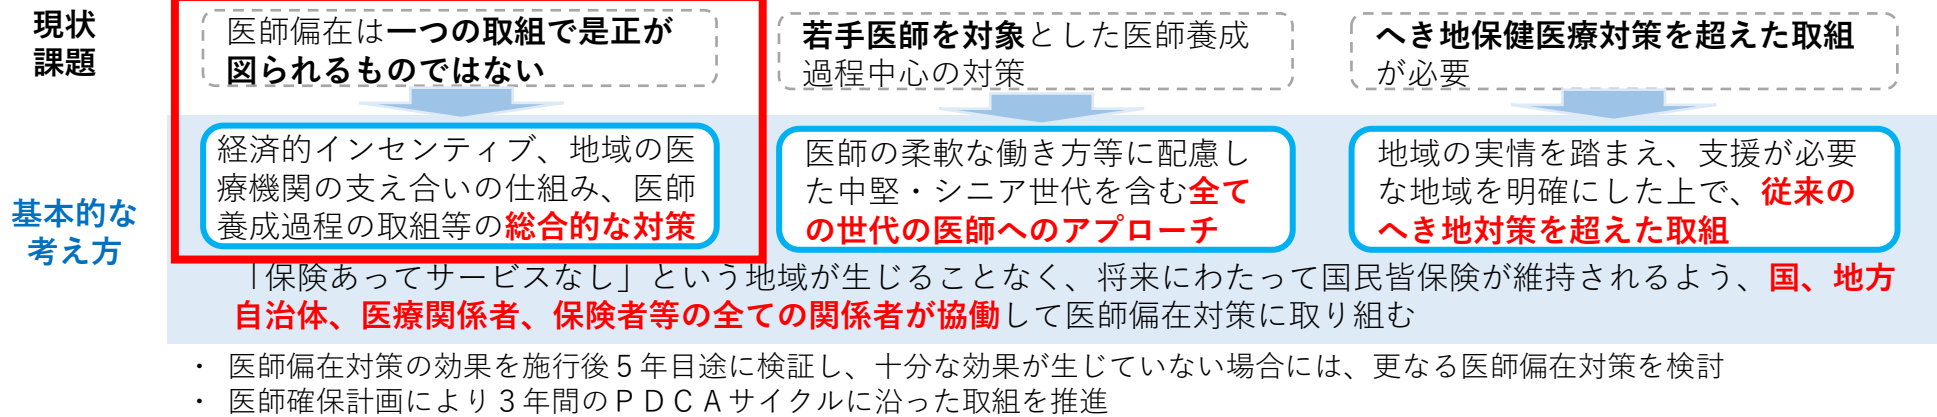 現状
課題
医師偏在は一つの取組で是正が
図られるものではない
若手医師を対象とした医師養成
過程中心の対策
へき地保健医療対策を超えた取組
が必要
基本的な
考え方
経済的インセンティブ、地域の医
療機関の支え合いの仕組み、医師
養成過程の取組等の総合的な対策
医師の柔軟な働き方等に配慮し
た中堅・シニア世代を含む全て
の世代の医師へのアプローチ
地域の実情を踏まえ、支援が必要
な地域を明確にした上で、従来の
へき地対策を超えた取組
「保険あってサービスなし」という地域が生じることなく、将来にわたって国民皆保険が維持されるよう、国、地方
自治体、医療関係者、保険者等の全ての関係者が協働して医師偏在対策に取り組む
・ 医師偏在対策の効果を施行後５年目途に検証し、十分な効果が生じていない場合には、更なる医師偏在対策を検討
・ 医師確保計画により３年間のＰＤＣＡサイクルに沿った取組を推進